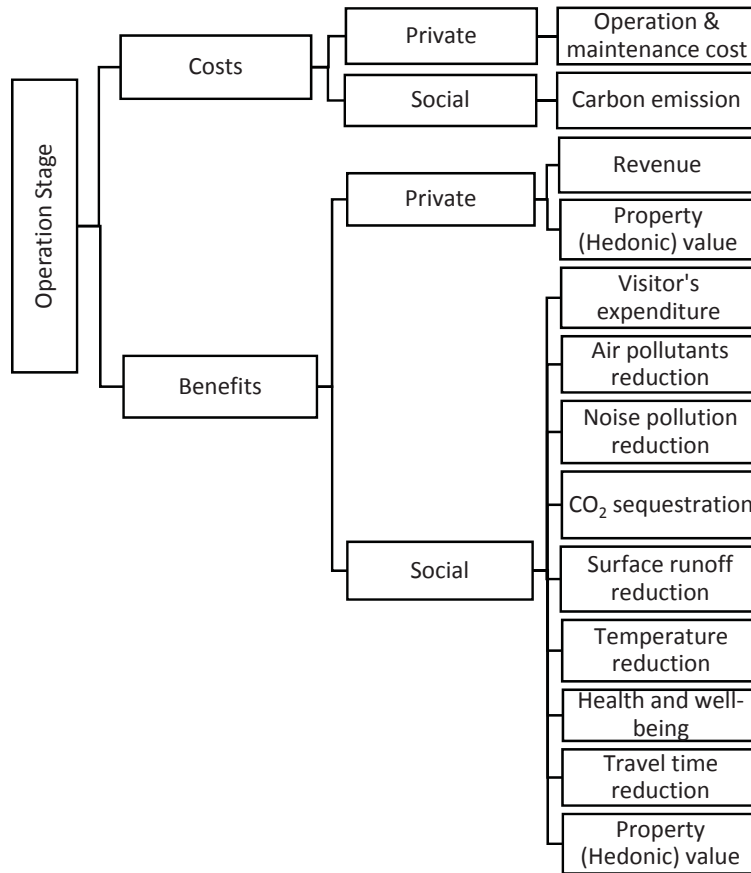 Operation Stage
Costs
Private
Operation &
maintenance cost
Social
Carbon emission
Benefits
Private
Revenue
Property
(Hedonic) value
Social
Visitor's
expenditure
Air pollutants
reduction
Noise pollution
reduction
CO₂ sequestration
Surface runoff
reduction
Temperature
reduction
Health and well-
being
Travel time
reduction
Property
(Hedonic) value